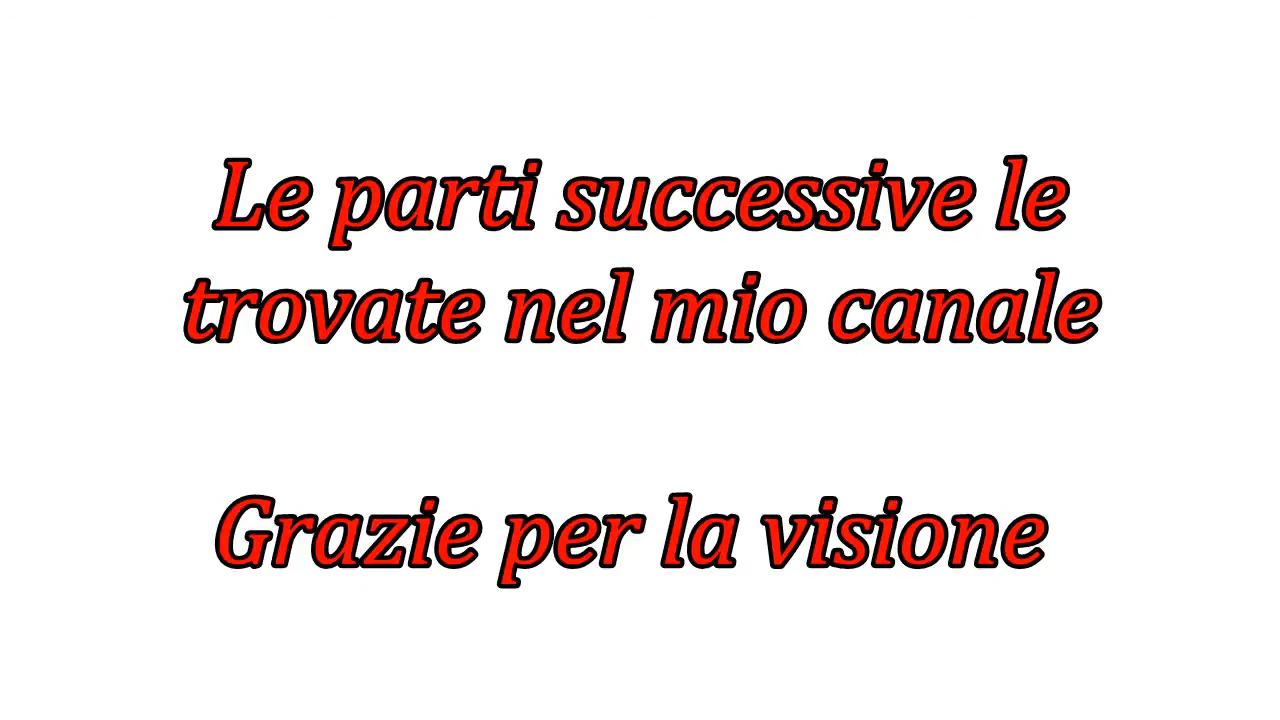 Le parti successive le
trovate nel mio canale
Grazie per la visione